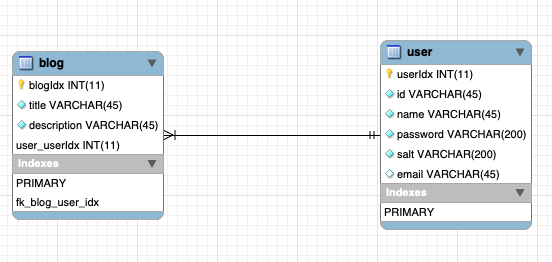 blog
blogIdx INT(11)
title VARCHAR(45)
description VARCHAR(45)
user_userIdx INT(11)
Indexes
PRIMARY
fk_blog_user_idx
user
userIdx INT(11)
id VARCHAR(45)
name VARCHAR(45)
password VARCHAR(200)
salt VARCHAR(200)
email VARCHAR(45)
Indexes
PRIMARY